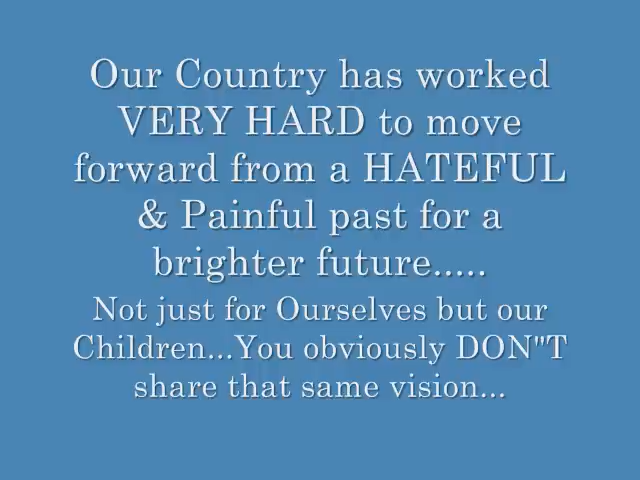 Our Country has worked
VERY HARD to move
forward from a HATEFUL
& Painful past for a
brighter future.....
Not just for Ourselves but our
Children...You obviously DON"T
share that same vision...